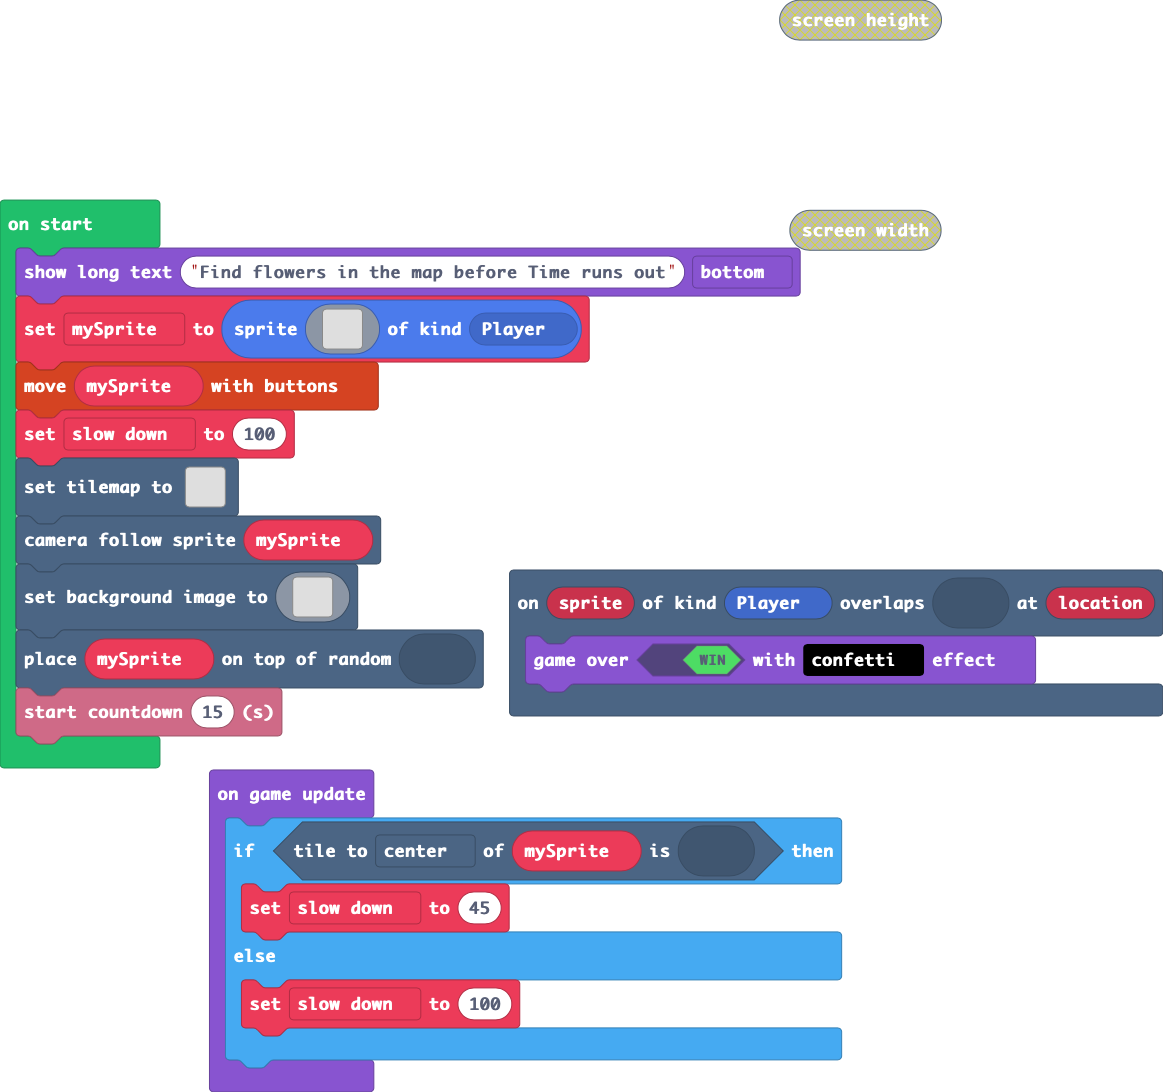 screen height
on start
screen width
show long text "Find flowers in the map before Time runs out" bottom
set mySprite to sprite of kind Player
move mySprite with buttons
set slow down to 100
set tilemap to
camera follow sprite mySprite
set background image to
place mySprite on top of random
start countdown 15 (s)
on sprite of kind Player overlaps at location
game over WIN with confetti effect
on game update
if tile to center of mySprite is then
set slow down to 45
else
set slow down to 100